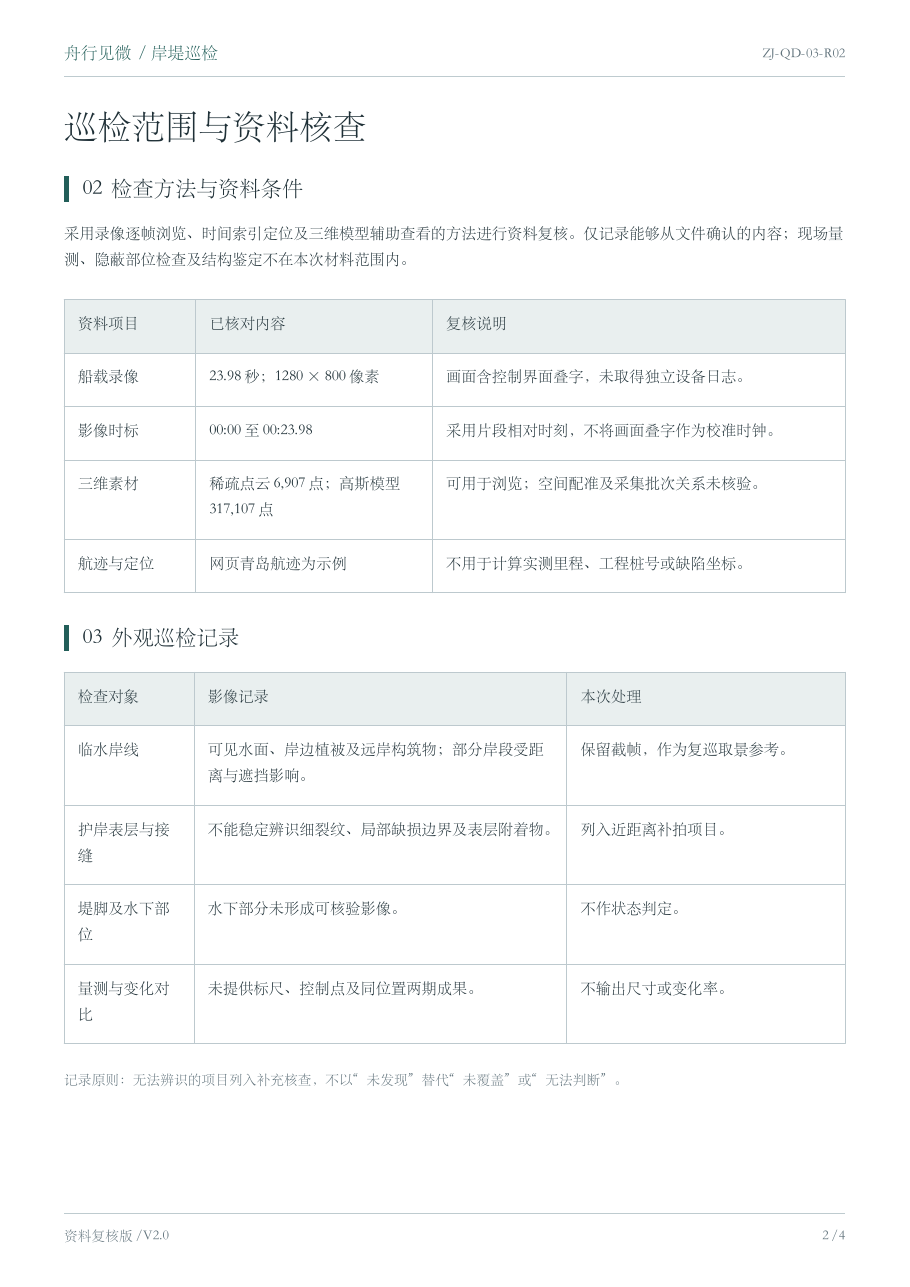 舟行见微 / 岸堤巡检
ZJ-QD-03-R02
巡检范围与资料核查
02 检查方法与资料条件
采用录像逐帧浏览、时间索引定位及三维模型辅助查看的方法进行资料复核。仅记录能够从文件确认的内容；现场量
测、隐蔽部位检查及结构鉴定不在本次材料范围内。
资料项目 已核对内容 复核说明
船载录像 23.98 秒；1280 × 800 像素 画面含控制界面叠字，未取得独立设备日志。
影像时标 00:00 至 00:23.98 采用片段相对时刻，不将画面叠字作为校准时钟。
三维素材 稀疏点云 6,907 点；高斯模型 可用于浏览；空间配准及采集批次关系未核验。
317,107 点
航迹与定位 网页青岛航迹为示例 不用于计算实测里程、工程桩号或缺陷坐标。
03 外观巡检记录
检查对象 影像记录 本次处理
临水岸线 可见水面、岸边植被及远岸构筑物；部分岸段受距 保留截帧，作为复巡取景参考。
离与遮挡影响。
护岸表层与接 不能稳定辨识细裂纹、局部缺损边界及表层附着物。 列入近距离补拍项目。
缝
堤脚及水下部 水下部分未形成可核验影像。 不作状态判定。
位
量测与变化对 未提供标尺、控制点及同位置两期成果。 不输出尺寸或变化率。
比
记录原则：无法辨识的项目列入补充核查，不以“未发现”替代“未覆盖”或“无法判断”。
资料复核版 /V2.0
2 /4